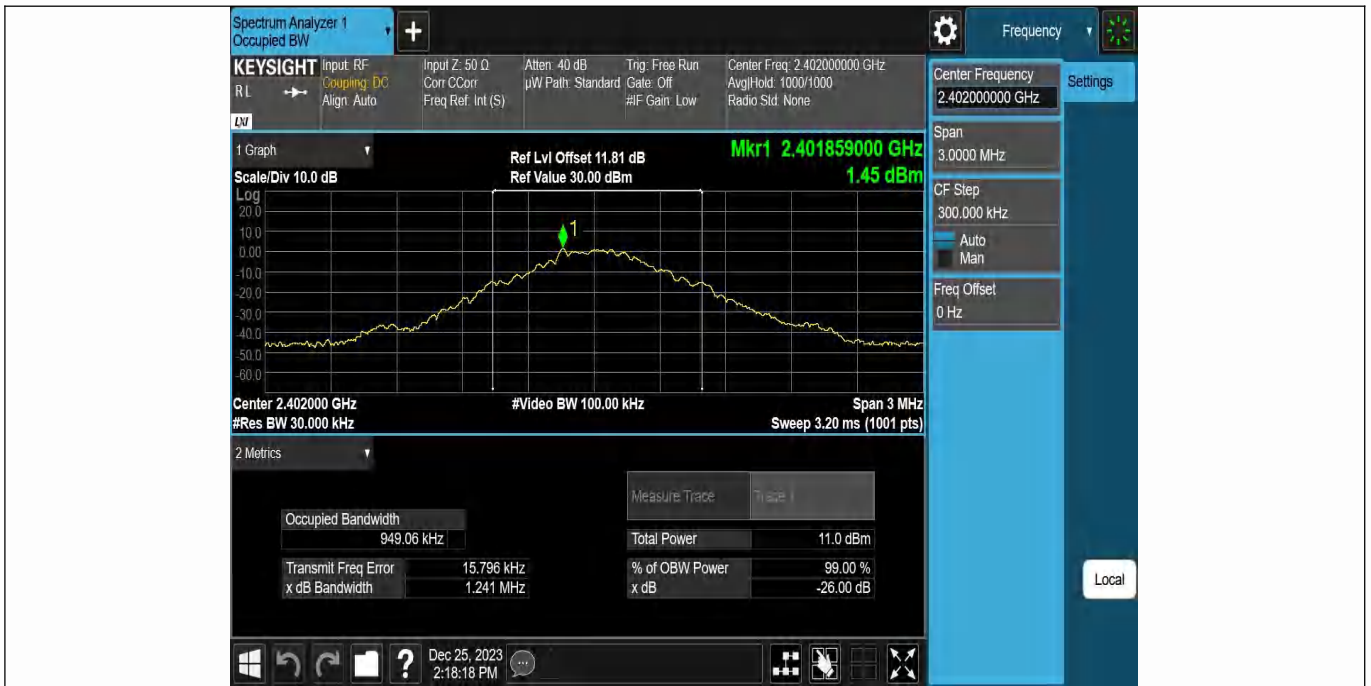 Spectrum Analyzer 1
Occupied BW
Frequency
KEYSIGHT
RL
LXI
Input: RF
Coupling: DC
Align: Auto
Input Z: 50 Ω
Corr CCorr
Freq Ref: Int (S)
Atten: 40 dB
µW Path: Standard
Trig: Free Run
Gate: Off
#IF Gain: Low
Center Freq: 2.402000000 GHz
Avg|Hold: 1000/1000
Radio Std: None
Center Frequency
2.402000000 GHz
Settings
Span
3.0000 MHz
CF Step
300.000 kHz
Auto
Man
Freq Offset
0 Hz
Local
1 Graph
Scale/Div 10.0 dB
Ref Lvl Offset 11.81 dB
Ref Value 30.00 dBm
Mkr1 2.401859000 GHz
1.45 dBm
Log
20.0
10.0
0.00
-10.0
-20.0
-30.0
-40.0
-50.0
-60.0
1
Center 2.402000 GHz
#Res BW 30.000 kHz
#Video BW 100.00 kHz
Span 3 MHz
Sweep 3.20 ms (1001 pts)
2 Metrics
Measure Trace
Trace 1
Occupied Bandwidth
949.06 kHz
Total Power
11.0 dBm
Transmit Freq Error
15.796 kHz
% of OBW Power
99.00 %
x dB Bandwidth
1.241 MHz
x dB
-26.00 dB
Dec 25, 2023
2:18:18 PM